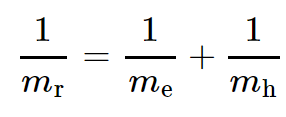 1/m_r = 1/m_e + 1/m_h